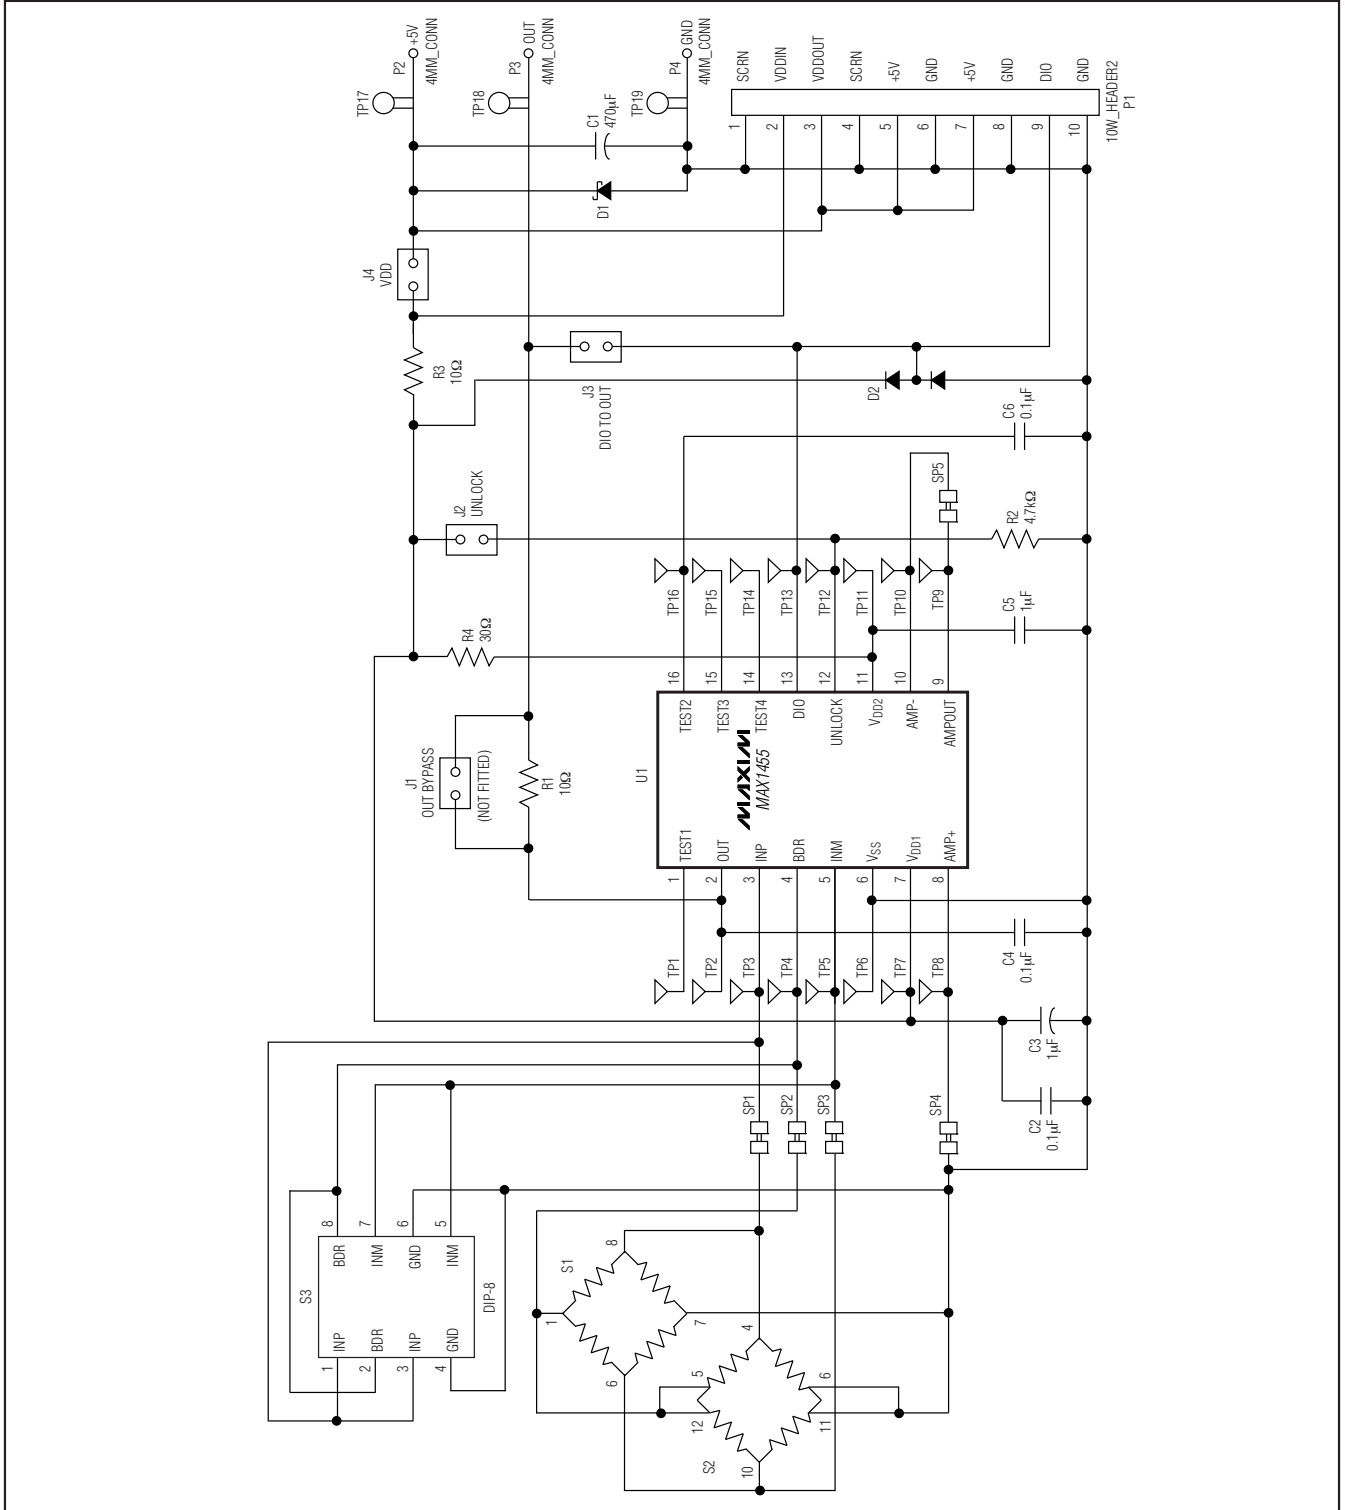 P2
+5V
4MM_CONN
TP17
P3
OUT
4MM_CONN
TP18
P4
GND
4MM_CONN
TP19
C1
470µF
D1
SCRN
VDDIN
VDDOUT
SCRN
+5V
GND
+5V
GND
DIO
GND
1
2
3
4
5
6
7
8
9
10
10W_HEADER2
P1
J4
VDD
R3
10Ω
J3
DIO TO OUT
D2
C6
0.1µF
J2
UNLOCK
SP5
R2
4.7kΩ
R4
30Ω
C5
1µF
TP16
TP15
TP14
TP13
TP12
TP11
TP10
TP9
16
15
14
13
12
11
10
9
TEST2
TEST3
TEST4
DIO
UNLOCK
VDD2
AMP-
AMPOUT
J1
OUT BYPASS
(NOT FITTED)
R1
10Ω
U1
MAXIM
MAX1455
TEST1
OUT
INP
BDR
INM
VSS
VDD1
AMP+
1
2
3
4
5
6
7
8
TP1
TP2
TP3
TP4
TP5
TP6
TP7
TP8
C4
0.1µF
C3
1µF
C2
0.1µF
SP1
SP2
SP3
SP4
S3
8
7
6
5
BDR
INM
GND
INM
DIP-8
INP
BDR
INP
GND
1
2
3
4
S1
8
1
7
6
S2
4
5
6
12
11
10